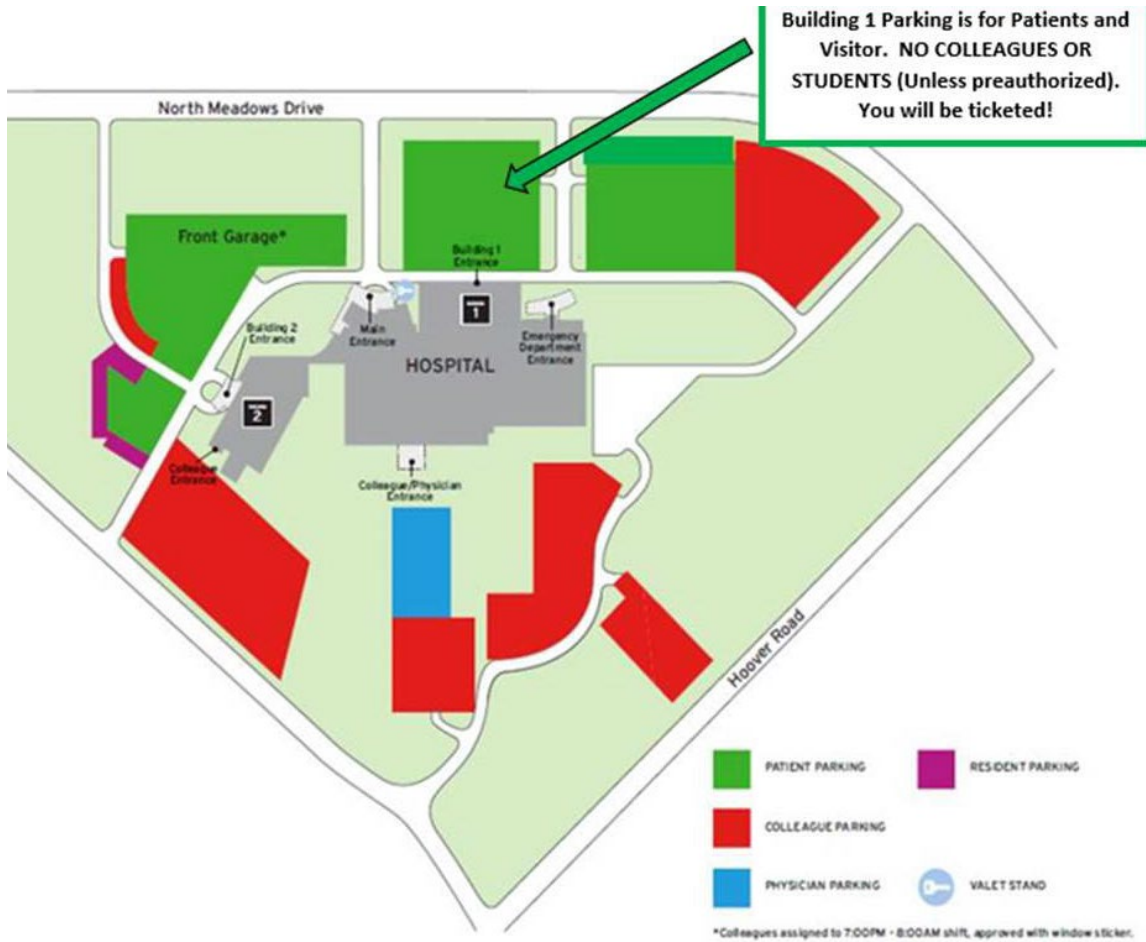 Building 1 Parking is for Patients and
Visitor. NO COLLEAGUES OR
STUDENTS (Unless preauthorized).
You will be ticketed!
North Meadows Drive
Front Garage*
Building 1
Entrance
1
Building 2
Entrance
Main
Entrance
Emergency
Department
Entrance
HOSPITAL
2
Colleague
Entrance
Colleague/Physician
Entrance
Hoover Road
PATIENT PARKING
RESIDENT PARKING
COLLEAGUE PARKING
PHYSICIAN PARKING
VALET STAND
*Colleagues assigned to 7:00PM - 8:00AM shift, approved with window sticker.